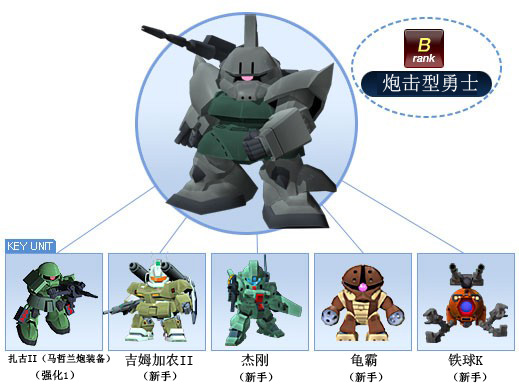 B
rank
炮击型勇士
KEY UNIT
扎古II（马哲兰炮装备）
（强化1）
吉姆加农II
（新手）
杰刚
（新手）
龟霸
（新手）
铁球K
（新手）